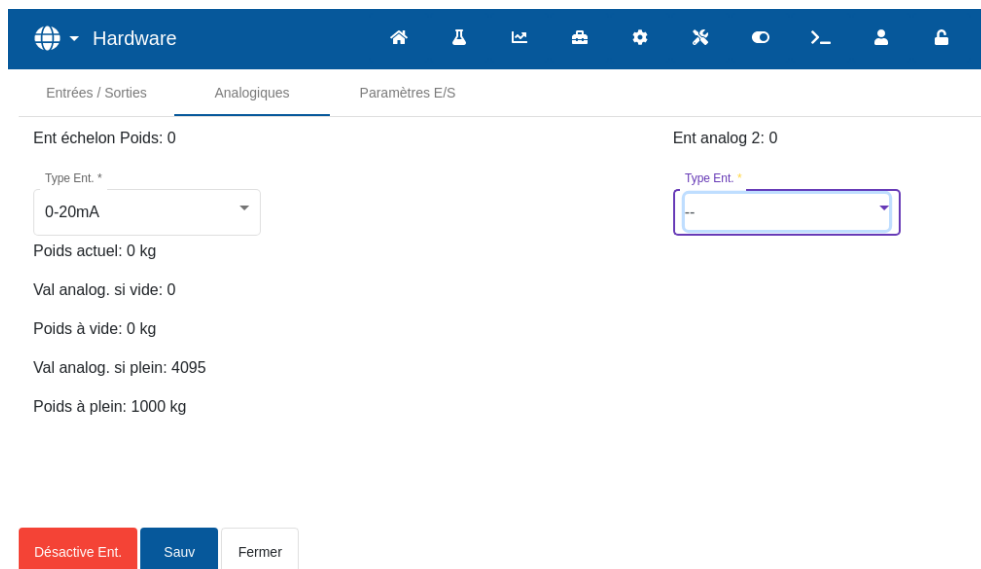 Hardware
Entrées / Sorties Analogiques Paramètres E/S
Ent échelon Poids: 0 Ent analog 2: 0
Type Ent. * Type Ent. *
0-20mA --
Poids actuel: 0 kg
Val analog. si vide: 0
Poids à vide: 0 kg
Val analog. si plein: 4095
Poids à plein: 1000 kg
Désactive Ent. Sauv Fermer